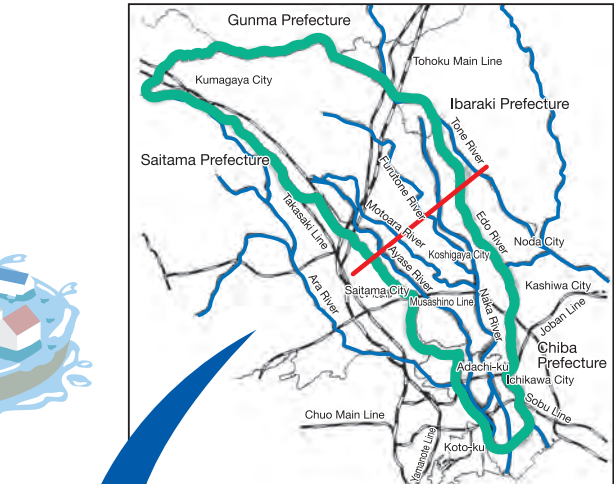 Gunma Prefecture
Tohoku Main Line
Kumagaya City
Ibaraki Prefecture
Tone River
Saitama Prefecture
Furutone River
Takasaki Line
Motoara River
Edo River
Noda City
Koshigaya City
Ayase River
Ara River
Saitama City
Kashiwa City
Musashino Line
Naka River
Joban Line
Chiba
Prefecture
Adachi-ku
Ichikawa City
Sobu Line
Chuo Main Line
Koto-ku
Yamanote Line